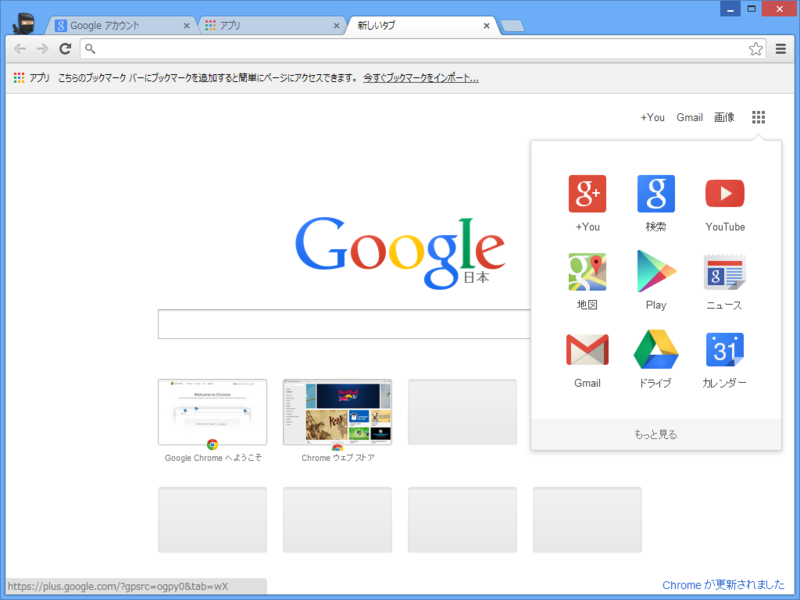 Google アカウント
アプリ
新しいタブ
アプリ こちらのブックマーク バーにブックマークを追加すると簡単にページにアクセスできます。 今すぐブックマークをインポート...
+You Gmail 画像
Google
日本
+You 検索 YouTube
地図 Play ニュース
31
Gmail ドライブ カレンダー
もっと見る
Welcome to Chrome
Google Chrome へようこそ
Chrome ウェブ ストア
https://plus.google.com/?gpsrc=ogpy0&tab=wX
Chrome が更新されました